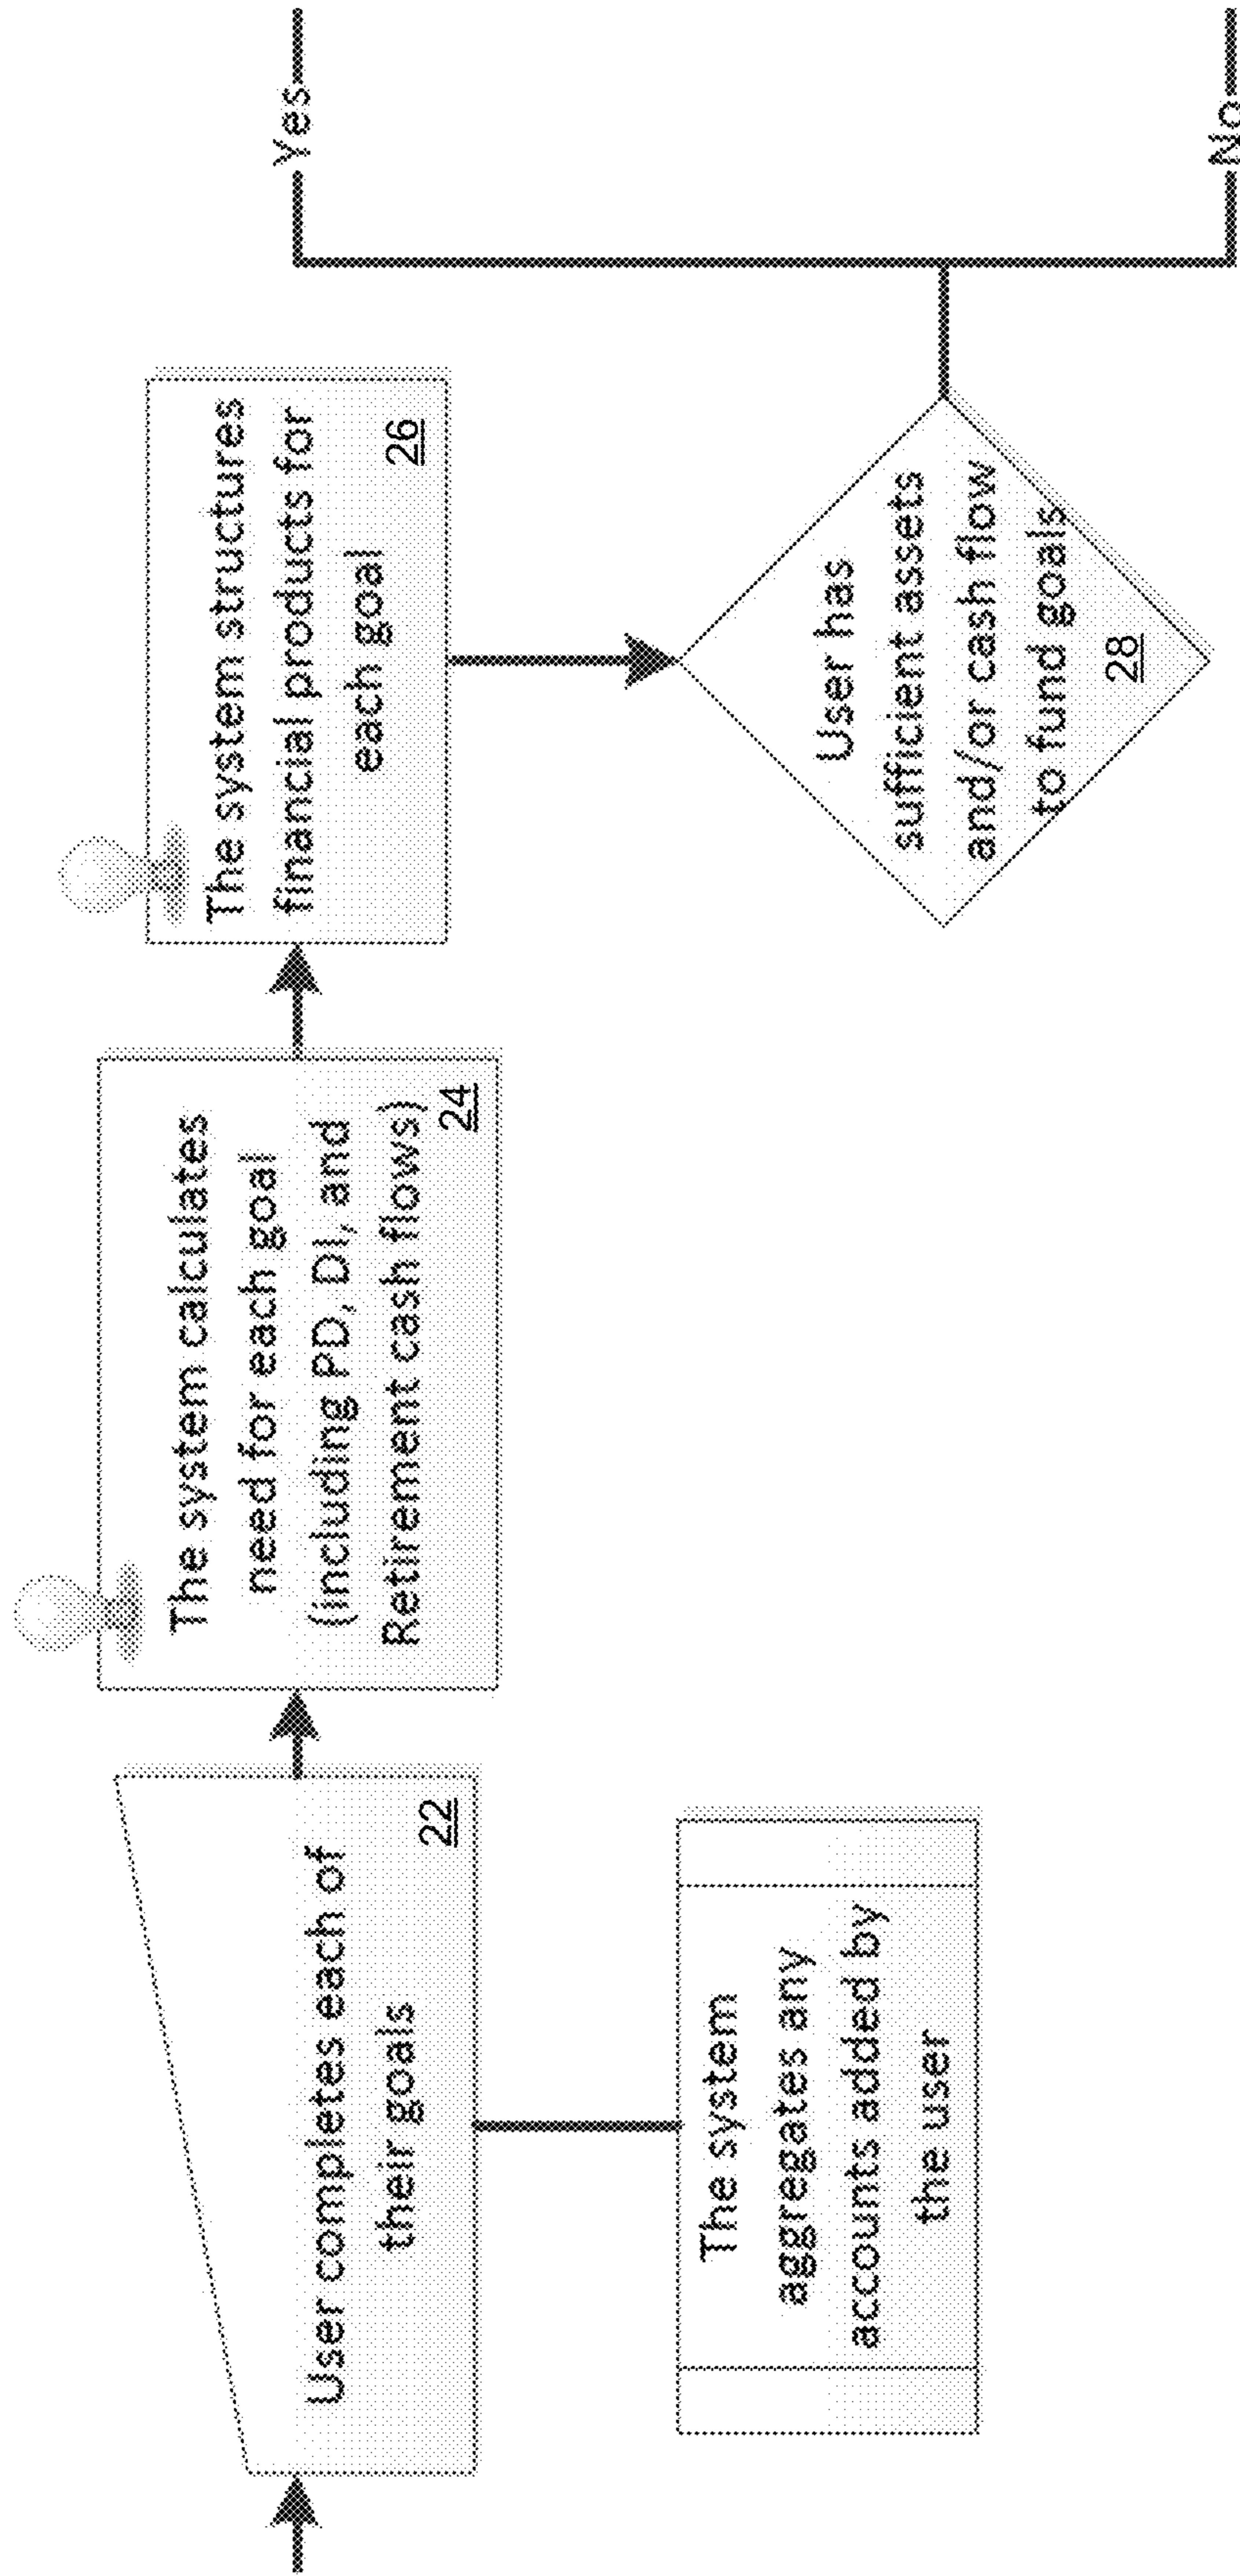 User completes each of
their goals
22
The system
aggregates any
accounts added by
the user
The system calculates
need for each goal
(including PD, DI, and
Retirement cash flows)
24
The system structures
financial products for
each goal
26
User has
sufficient assets
and/or cash flow
to fund goals
28
Yes
No